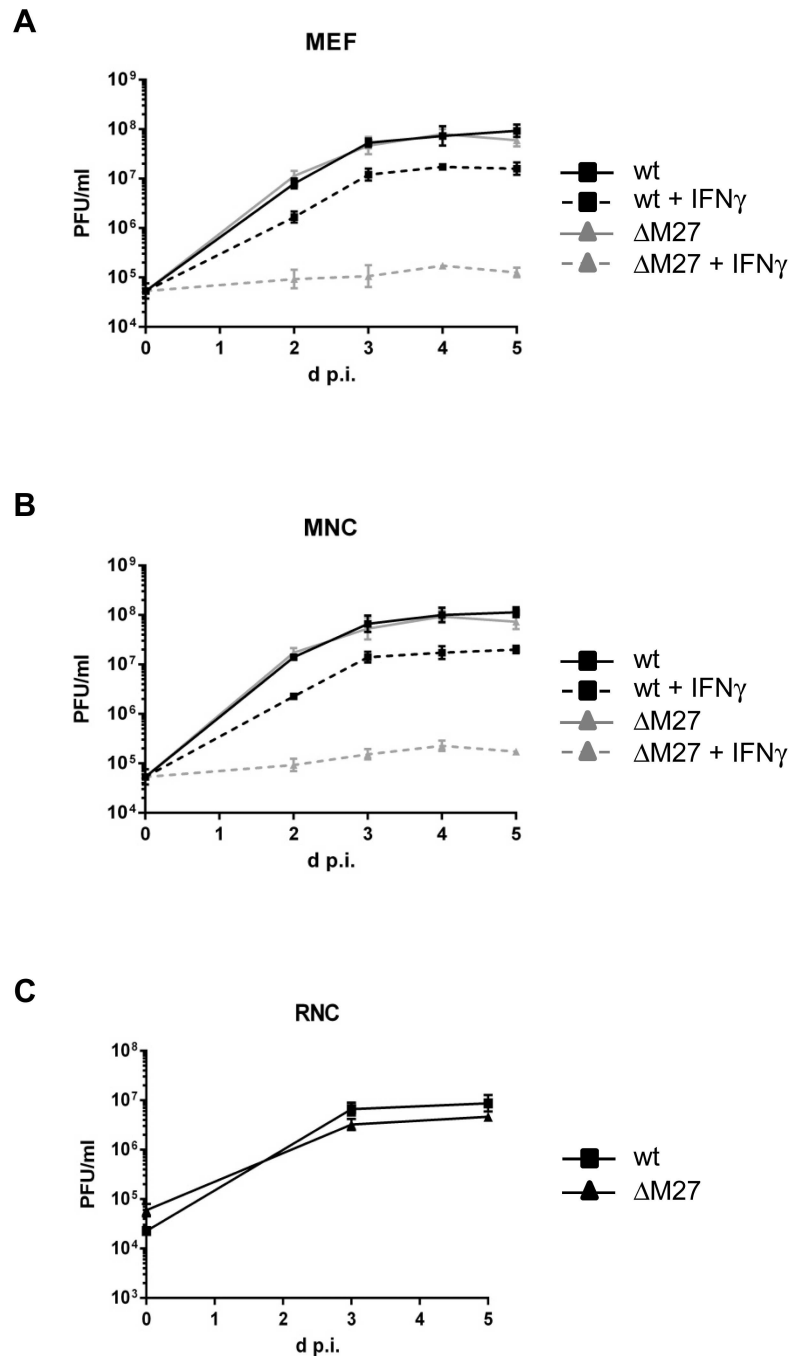 A
MEF
10⁹
10⁸
10⁷
10⁶
10⁵
10⁴
PFU/ml
0 1 2 3 4 5
d p.i.
wt
wt + IFNγ
ΔM27
ΔM27 + IFNγ
B
MNC
10⁹
10⁸
10⁷
10⁶
10⁵
10⁴
PFU/ml
0 1 2 3 4 5
d p.i.
wt
wt + IFNγ
ΔM27
ΔM27 + IFNγ
C
RNC
10⁸
10⁷
10⁶
10⁵
10⁴
10³
PFU/ml
0 1 2 3 4 5
d p.i.
wt
ΔM27